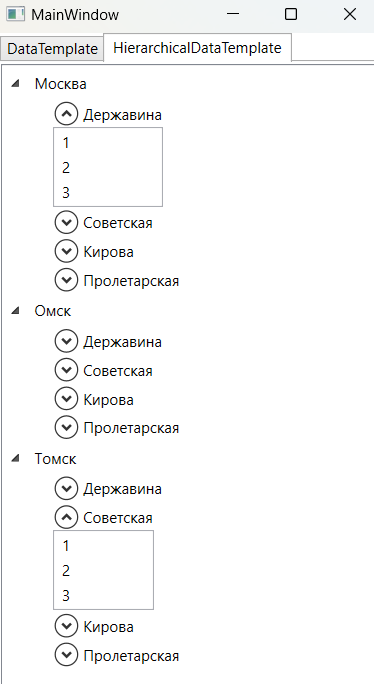 MainWindow
DataTemplate HierarchicalDataTemplate
Москва
Державина
1
2
3
Советская
Кирова
Пролетарская
Омск
Державина
Советская
Кирова
Пролетарская
Томск
Державина
Советская
1
2
3
Кирова
Пролетарская